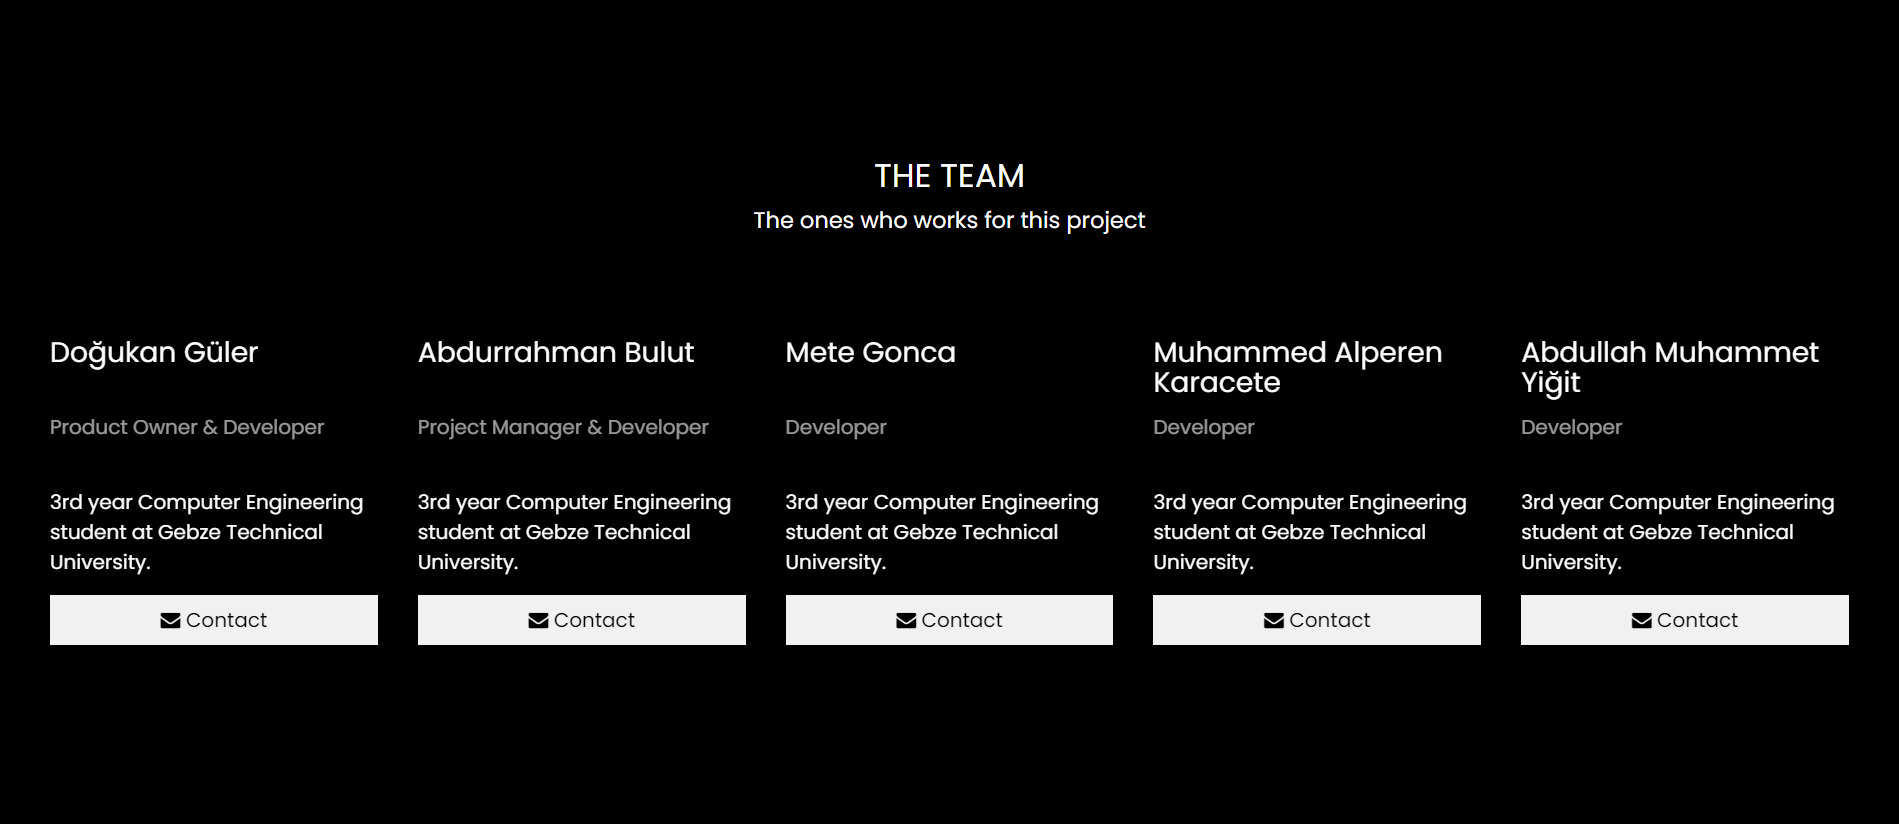 THE TEAM
The ones who works for this project
Doğukan Güler
Product Owner & Developer
3rd year Computer Engineering
student at Gebze Technical
University.
Contact
Abdurrahman Bulut
Project Manager & Developer
3rd year Computer Engineering
student at Gebze Technical
University.
Contact
Mete Gonca
Developer
3rd year Computer Engineering
student at Gebze Technical
University.
Contact
Muhammed Alperen
Karacete
Developer
3rd year Computer Engineering
student at Gebze Technical
University.
Contact
Abdullah Muhammet
Yiğit
Developer
3rd year Computer Engineering
student at Gebze Technical
University.
Contact